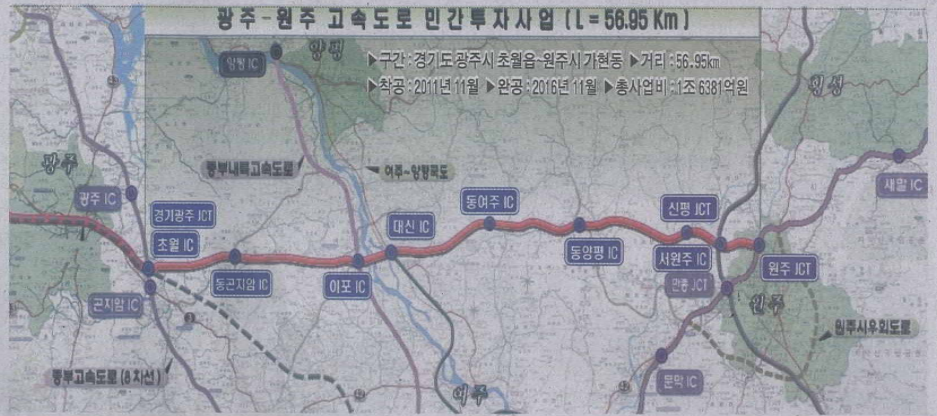 광주-원주 고속도로 민간투자사업 (L=56.95 Km)
▶구간:경기도 광주시 초월읍~원주시 가현동 ▶거리:56.95km
▶착공:2011년 11월 ▶완공:2016년 11월 ▶총사업비:1조 6381억원
양평
양평 IC
횡성
중부내륙고속도로
여주~양평국도
광주
새말 IC
광주 IC
경기광주 JCT
초월 IC
동여주 IC
신평 JCT
대신 IC
동곤지암 IC
이포 IC
동양평 IC
서원주 IC
원주 JCT
곤지암 IC
만종 JCT
원주
원주시우회도로
중부고속도로(8차선)
문막 IC
여주